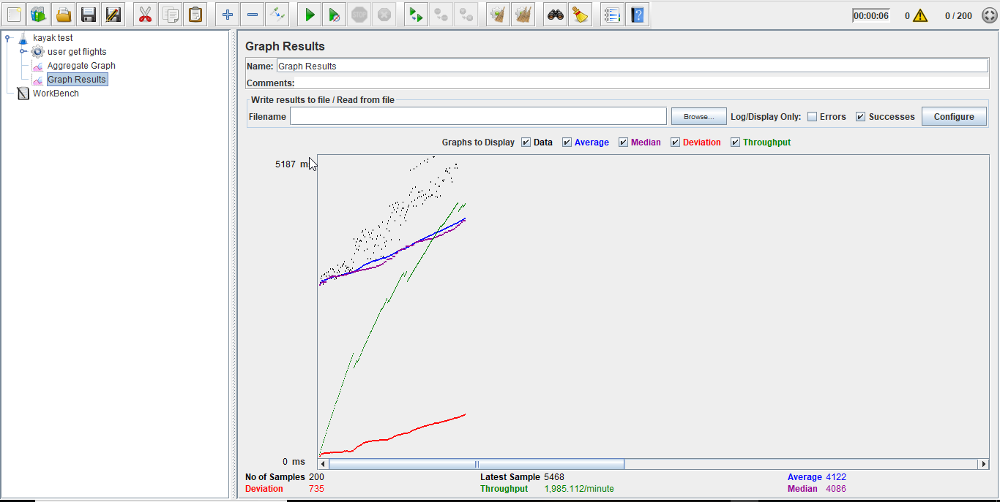 00:00:06 0 0 / 200
kayak test
user get flights
Aggregate Graph
Graph Results
WorkBench
Graph Results
Name: Graph Results
Comments:
Write results to file / Read from file
Filename Browse... Log/Display Only: Errors Successes Configure
Graphs to Display Data Average Median Deviation Throughput
5187 m
0 ms
No of Samples 200 Latest Sample 5468 Average 4122
Deviation 735 Throughput 1,985.112/minute Median 4086